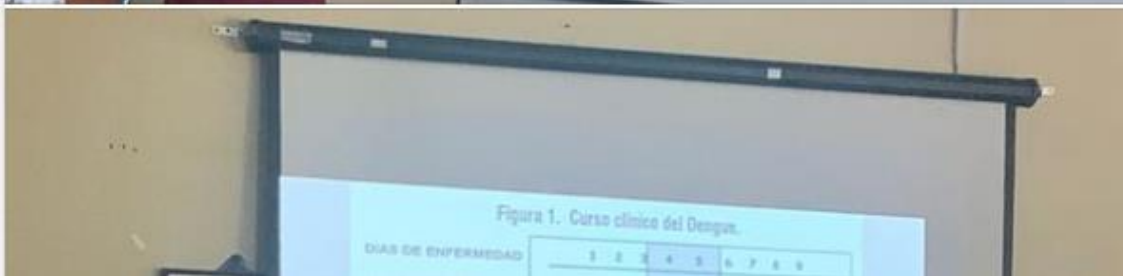 Figura 1. Curso clínico del Dengue.
DIAS DE ENFERMEDAD 1 2 3 4 5 6 7 8 9